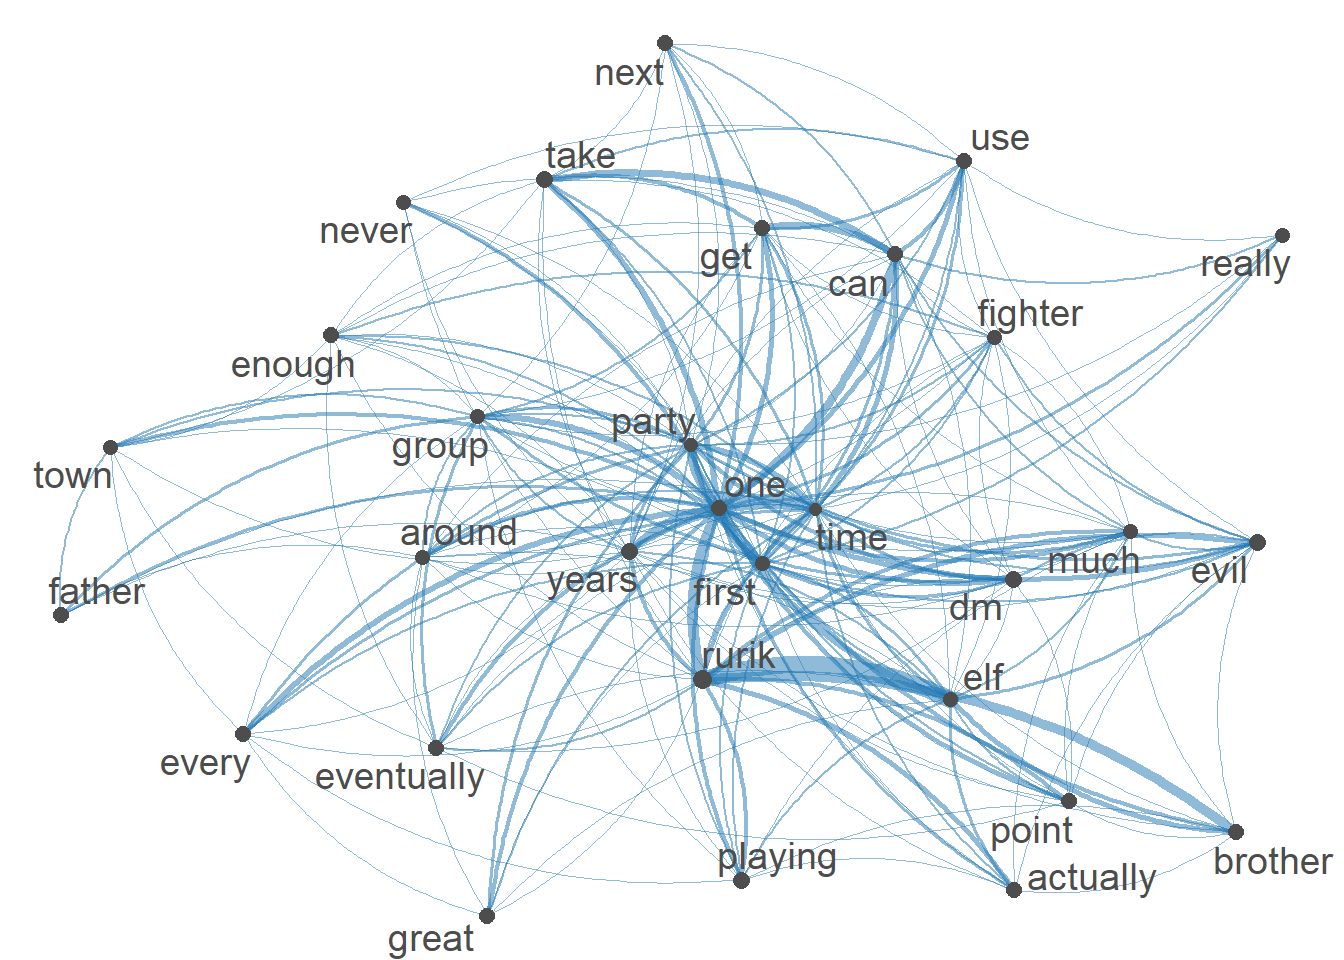 next
use
take
never
get
really
can
fighter
enough
party
group
town
one
around
time
much
evil
years
father
first
dm
rurik
elf
every
eventually
point
playing
brother
actually
great